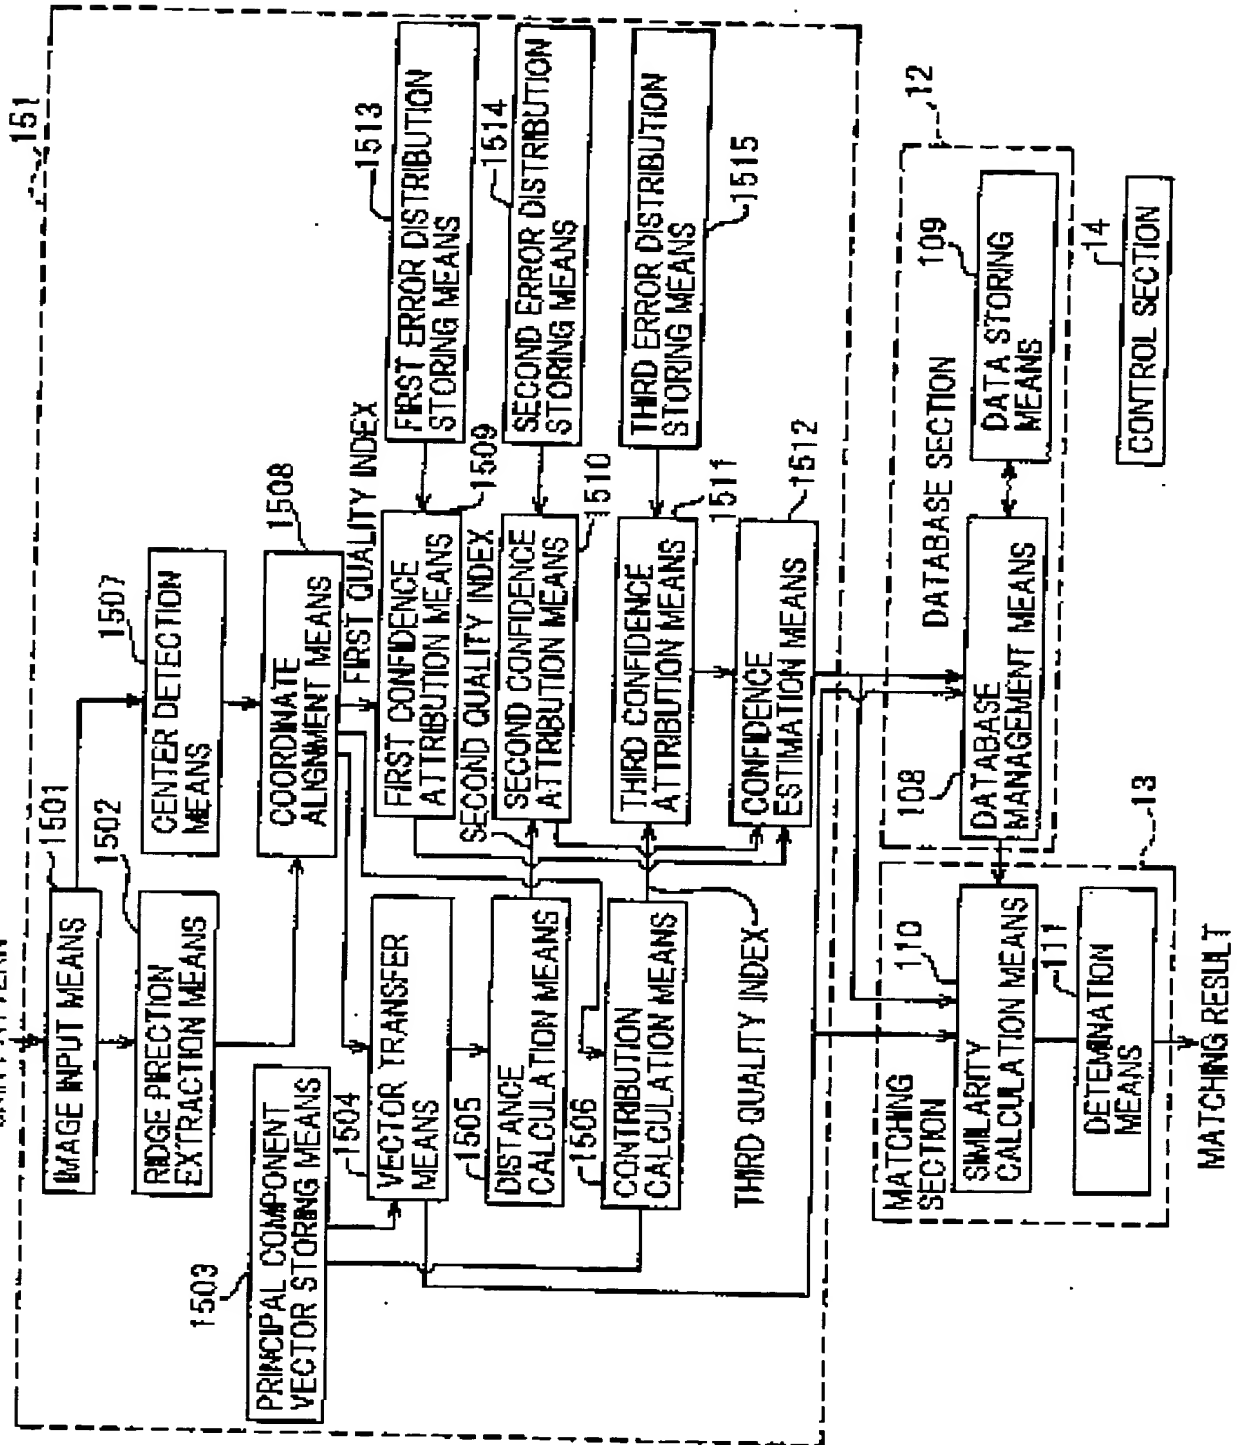 151
IMAGE INPUT MEANS
1501
RIDGE PIRECTION
EXTRACTION MEANS
1502
CENTER DETECTION
MEANS
1507
PRINCIPAL COMPONENT
VECTOR STORING MEANS
1503
COORDINATE
ALIGNMENT MEANS
1508
FIRST QUALITY INDEX
VECTOR TRANSFER
MEANS
1504
FIRST CONFIDENCE
ATTRIBUTION MEANS
1509
FIRST ERROR DISTRIBUTION
STORING MEANS
1513
SECOND QUALITY INDEX
DISTANCE
CALCULATION MEANS
1505
SECOND CONFIDENCE
ATTRIBUTION MEANS
1510
SECOND ERROR DISTRIBUTION
STORING MEANS
1514
CONTRIBUTION
CALCULATION MEANS
1506
THIRD CONFIDENCE
ATTRIBUTION MEANS
1511
THIRD ERROR DISTRIBUTION
STORING MEANS
1515
THIRD QUALITY INDEX
CONFIDENCE
ESTIMATION MEANS
1512
MATCHING
SECTION
13
SIMILARITY
CALCULATION MEANS
110
DETEMINATION
MEANS
111
MATCHING RESULT
DATABASE SECTION
12
DATABASE
MANAGEMENT MEANS
108
DATA STORING
MEANS
109
CONTROL SECTION
14